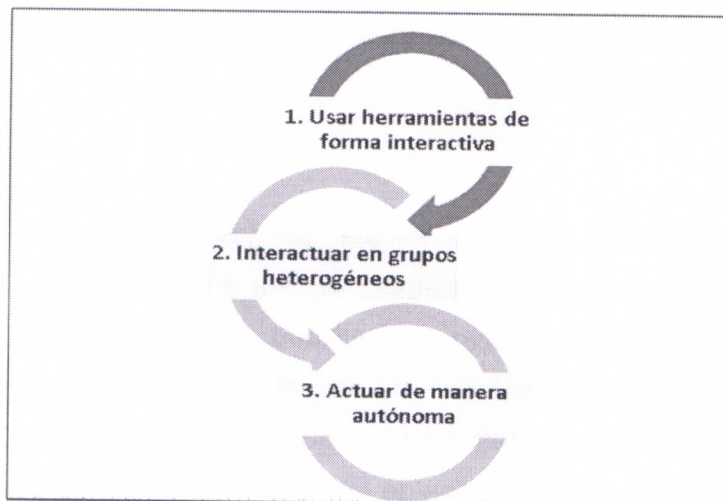 1. Usar herramientas de
forma interactiva
2. Interactuar en grupos
heterogéneos
3. Actuar de manera
autónoma